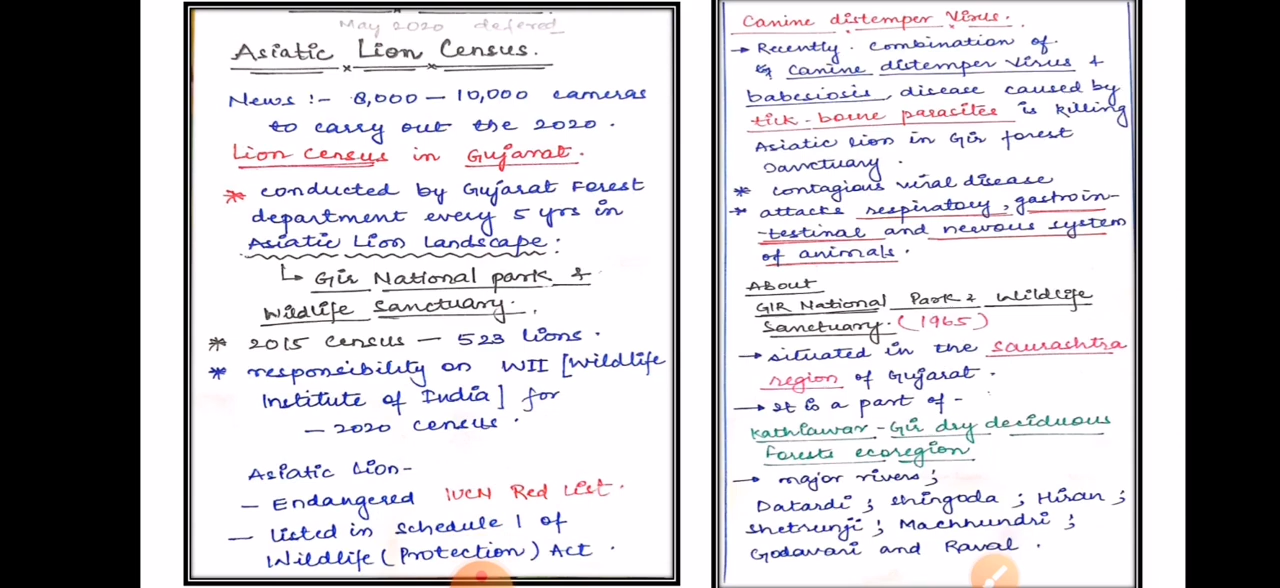 May 2020 defered
Asiatic Lion Census.
News :- 8,000 – 10,000 cameras
to carry out the 2020.
Lion Census in Gujarat.
* conducted by Gujarat Forest
department every 5 yrs in
Asiatic Lion Landscape:
↳ Gir National park &
Wildlife Sanctuary.
* 2015 census – 523 lions.
* responsibility on WII [Wildlife
Institute of India] for
– 2020 census.
Asiatic Lion-
– Endangered IUCN Red List.
– Listed in Schedule 1 of
Wildlife (Protection) Act.
Canine distemper Virus.
→ Recently. combination of.
canine distemper virus +
babesiosis, disease caused by
tick-borne parasites is killing
Asiatic lion in Gir forest
Sanctuary.
* contagious viral disease
* attacks respiratory, gastroin-
-testinal and nervous system
of animals.
About
GIR National Park & Wildlife
Sanctuary. (1965)
→ situated in the saurashtra
region of Gujarat.
→ It is a part of -
Kathiawar-Gir dry deciduous
forests ecoregion
→ major rivers;
Datardi; Shingoda; Hiran;
Shetrunji; Machhundri;
Godavari and Raval.